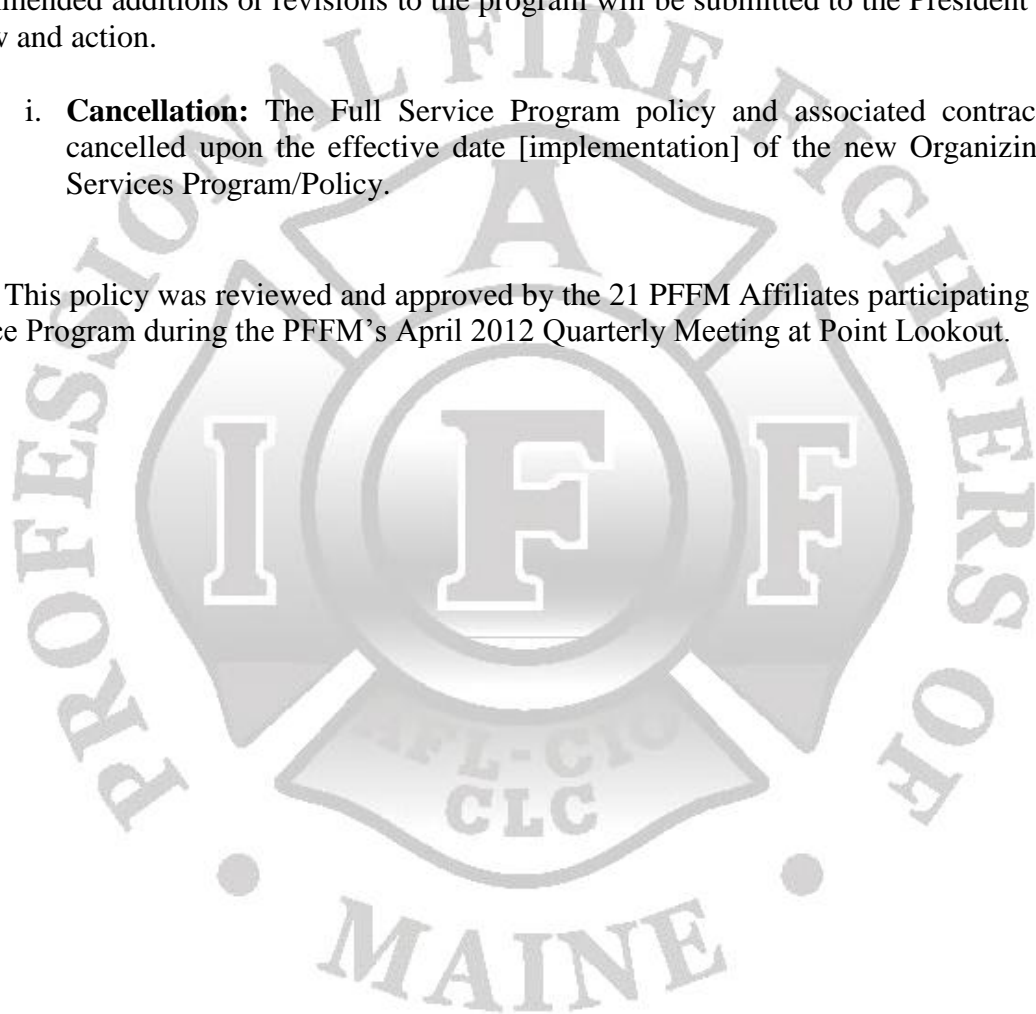 mended additions or revisions to the program will be submitted to the President
w and action.
i. Cancellation: The Full Service Program policy and associated contrac
cancelled upon the effective date [implementation] of the new Organizin
Services Program/Policy.
This policy was reviewed and approved by the 21 PFFM Affiliates participating
ce Program during the PFFM's April 2012 Quarterly Meeting at Point Lookout.
PROFESSIONAL FIRE FIGHTERS OF
A
I F F
AFL-CIO
CLC
• MAINE •